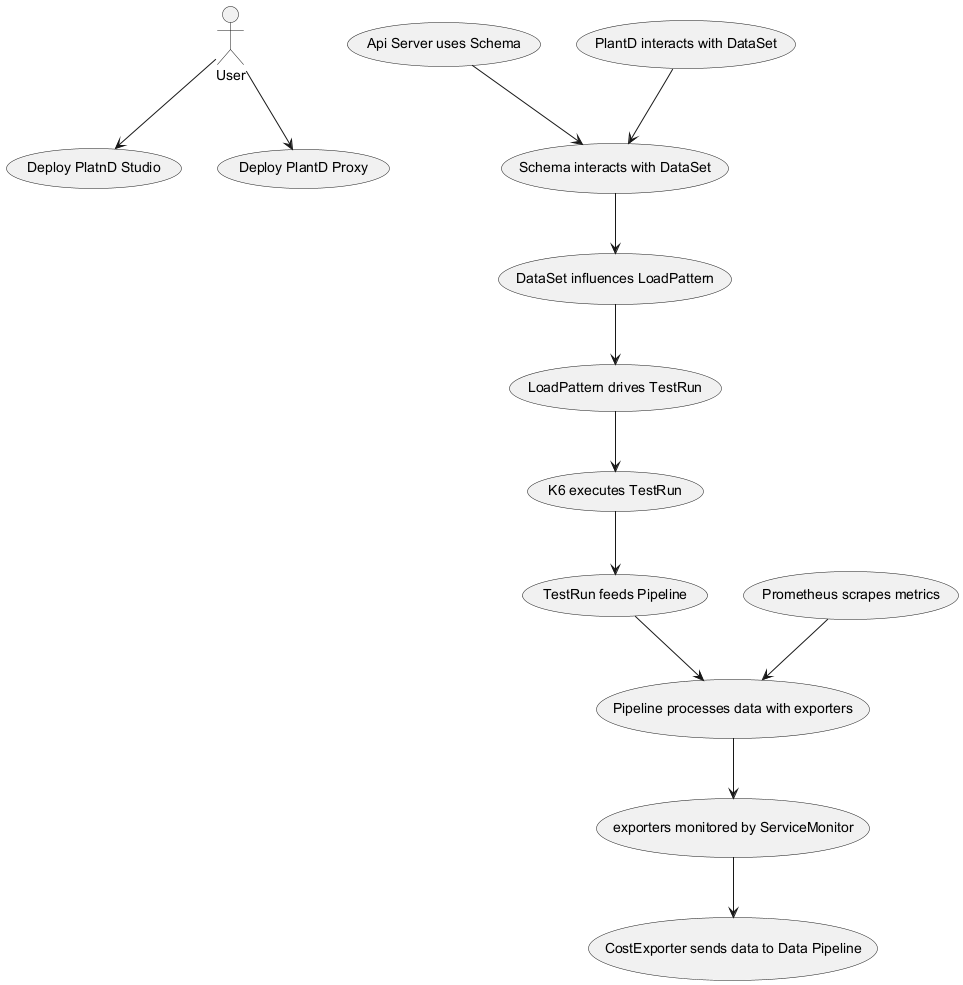 Api Server uses Schema
PlantD interacts with DataSet
User
Deploy PlatnD Studio
Deploy PlantD Proxy
Schema interacts with DataSet
DataSet influences LoadPattern
LoadPattern drives TestRun
K6 executes TestRun
TestRun feeds Pipeline
Prometheus scrapes metrics
Pipeline processes data with exporters
exporters monitored by ServiceMonitor
CostExporter sends data to Data Pipeline